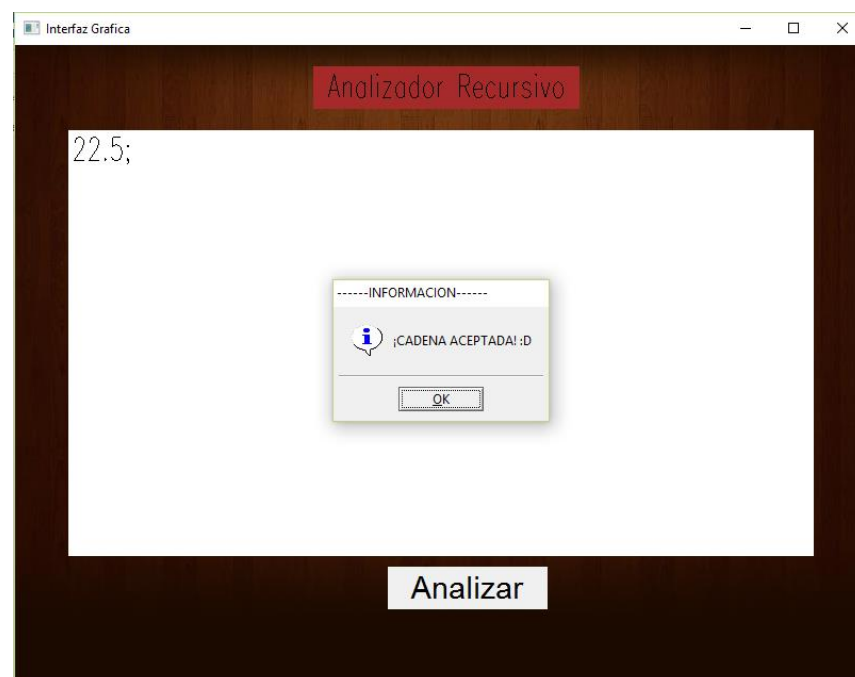 Interfaz Grafica
Analizador Recursivo
22.5;
------INFORMACION------
¡CADENA ACEPTADA! :D
OK
Analizar